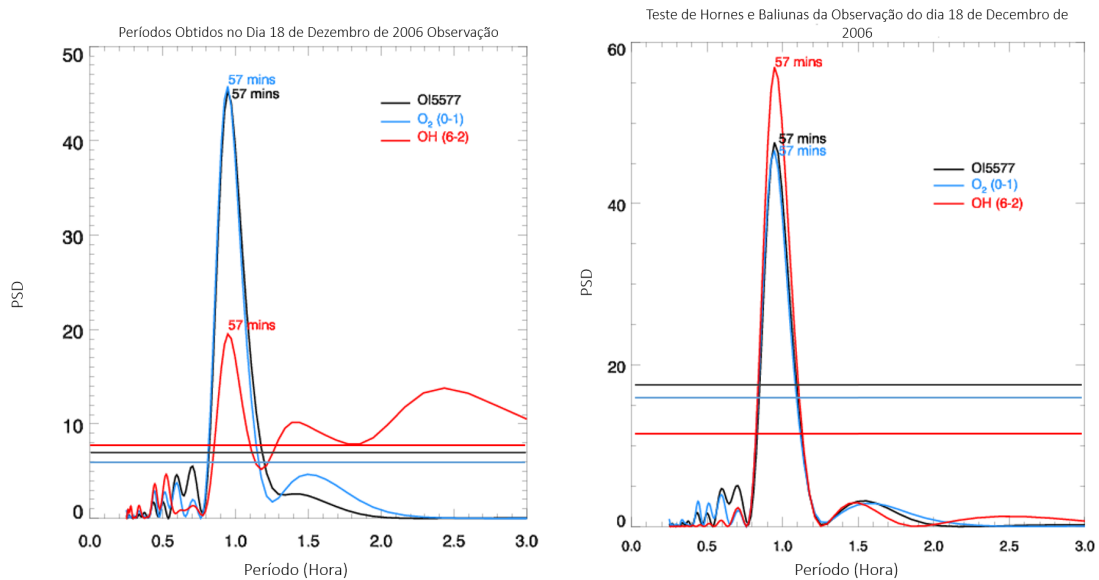 Períodos Obtidos no Dia 18 de Dezembro de 2006 Observação
50
40
30
20
10
0
0.0 0.5 1.0 1.5 2.0 2.5 3.0
PSD
Período (Hora)
57 mins
57 mins
57 mins
OI5577
O₂ (0-1)
OH (6-2)
Teste de Hornes e Baliunas da Observação do dia 18 de Decembro de
2006
60
40
20
0
0.0 0.5 1.0 1.5 2.0 2.5 3.0
PSD
Período (Hora)
57 mins
57 mins
57 mins
OI5577
O₂ (0-1)
OH (6-2)